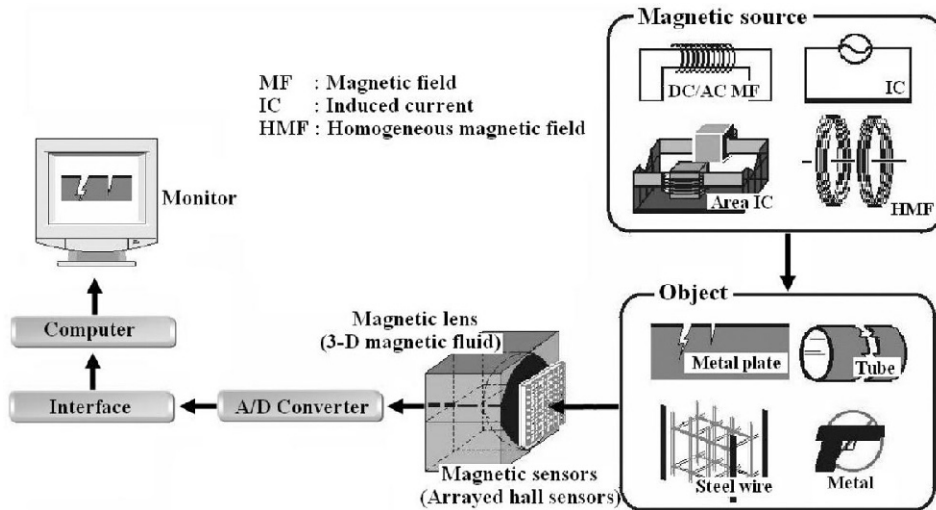 Magnetic source
DC/AC MF
IC
Area IC
HMF
MF : Magnetic field
IC : Induced current
HMF : Homogeneous magnetic field
Monitor
Object
Metal plate
Tube
Steel wire
Metal
Magnetic lens
(3-D magnetic fluid)
Magnetic sensors
(Arrayed hall sensors)
A/D Converter
Interface
Computer